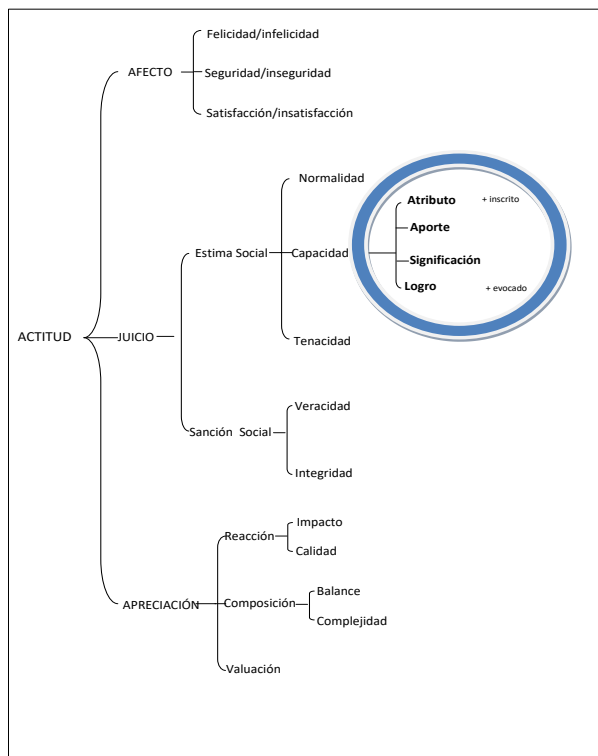 Felicidad/infelicidad
AFECTO
Seguridad/inseguridad
Satisfacción/insatisfacción
Normalidad
Atributo + inscrito
Aporte
Estima Social
Capacidad
Significación
Logro + evocado
ACTITUD
JUICIO
Tenacidad
Veracidad
Sanción Social
Integridad
Impacto
Reacción
Calidad
Balance
APRECIACIÓN
Composición
Complejidad
Valuación